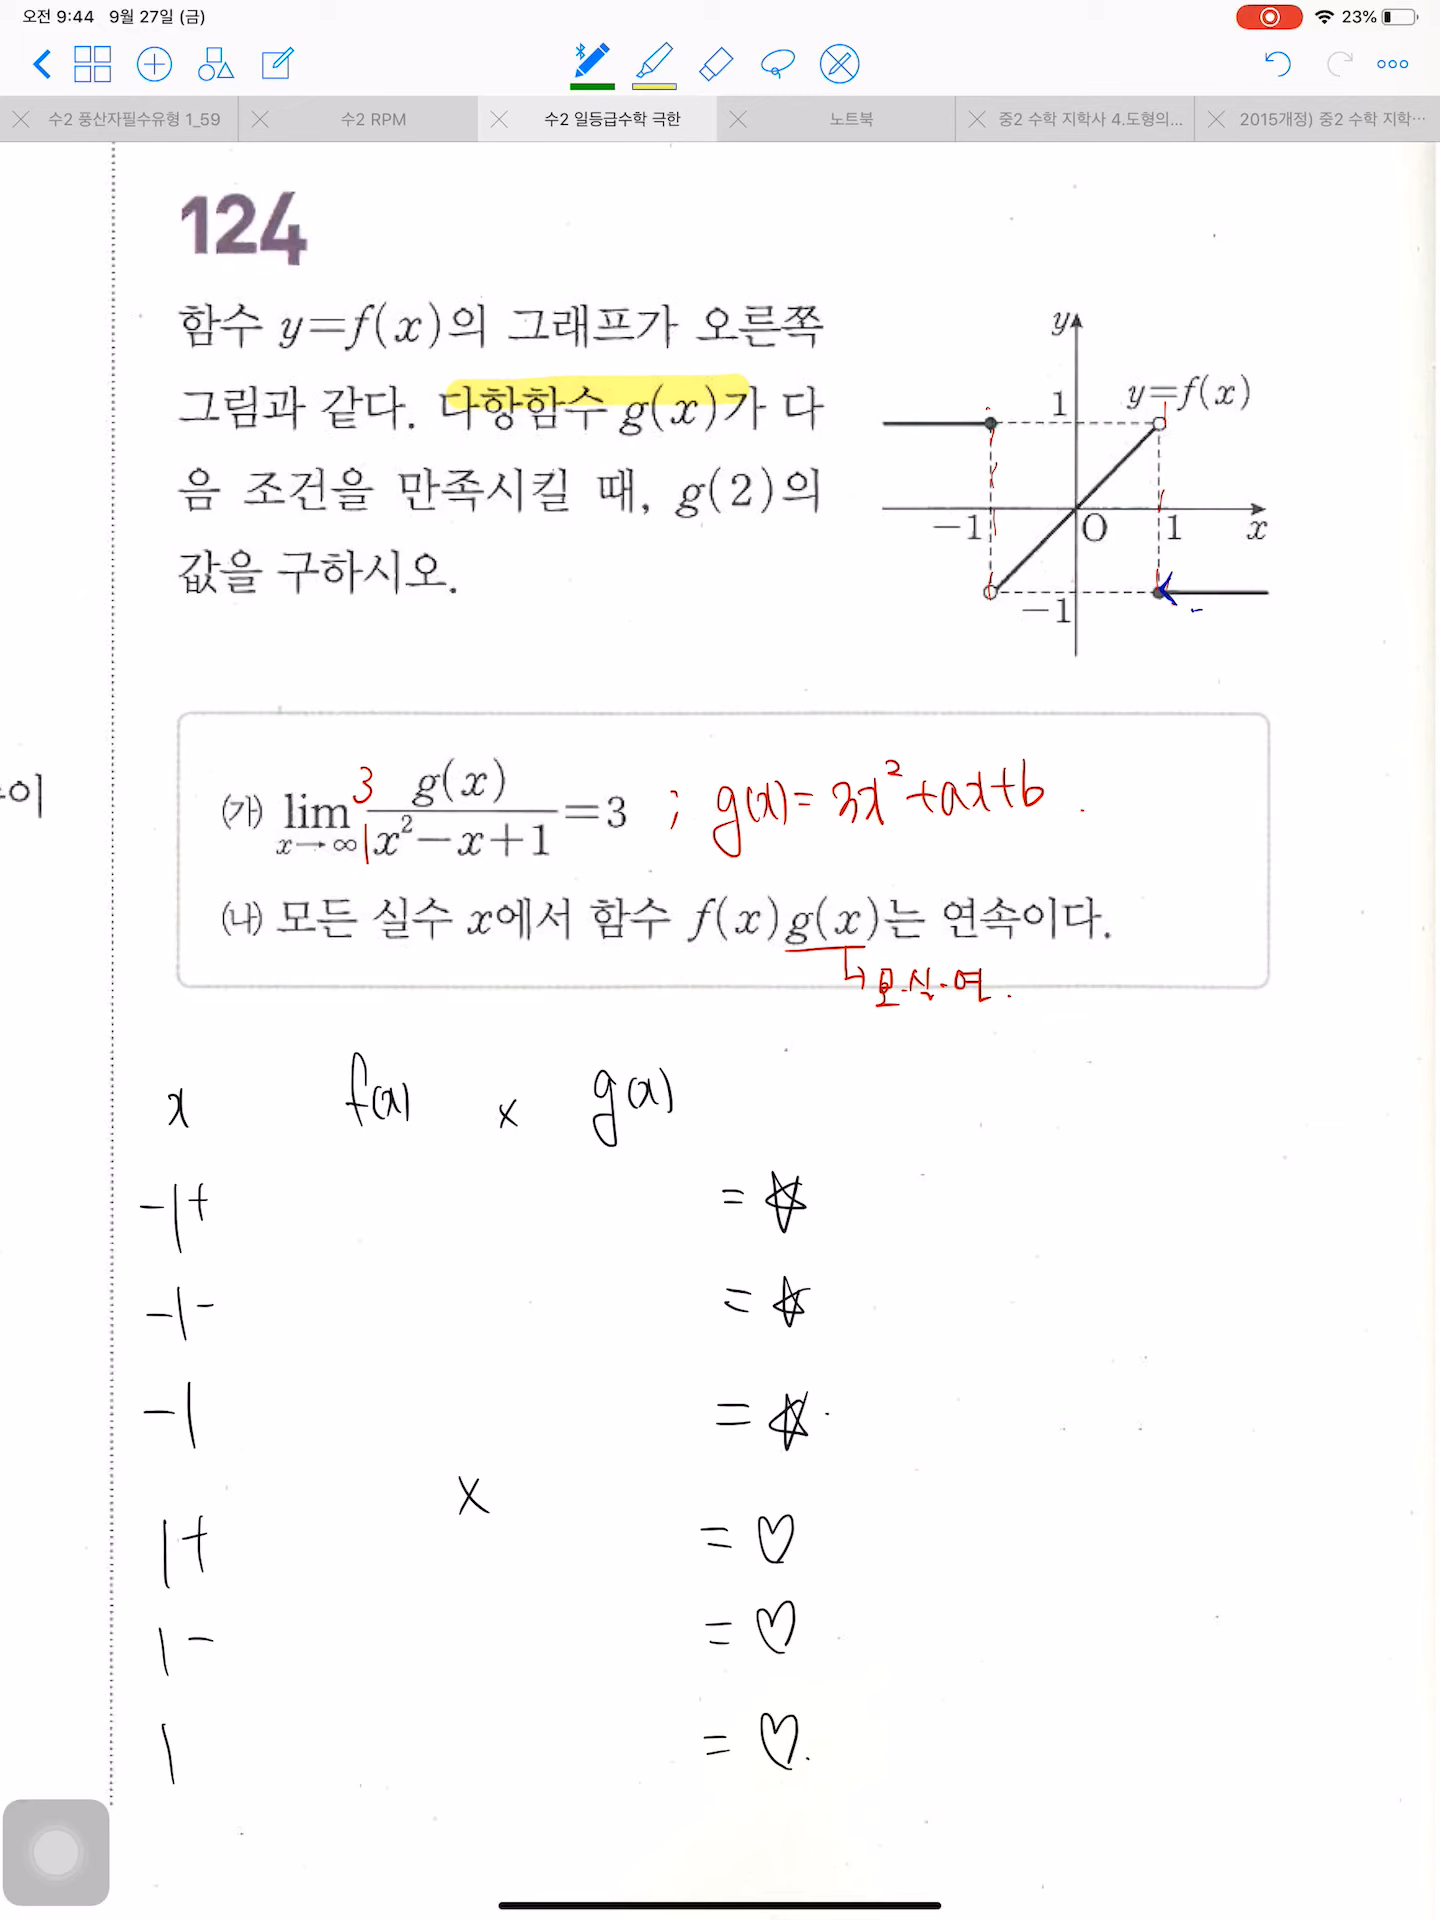 오전 9:44 9월 27일 (금)
23%
수2 풍산자필수유형 1_59
수2 RPM
수2 일등급수학 극한
노트북
중2 수학 지학사 4.도형의...
2015개정) 중2 수학 지학...
124
함수 y=f(x)의 그래프가 오른쪽
그림과 같다. 다항함수 g(x)가 다
음 조건을 만족시킬 때, g(2)의
값을 구하시오.
y
1
y=f(x)
-1
O
1
x
-1
(가) lim x→∞ g(x)/(x²-x+1)=3 ; g(x)=3x²+ax+b.
3
1
(나) 모든 실수 x에서 함수 f(x)g(x)는 연속이다.
모.실.연.
x f(x) × g(x)
-1+ = ☆
-1- = ☆
-1 = ☆.
×
1+ = ♡
1- = ♡
1 = ♡.